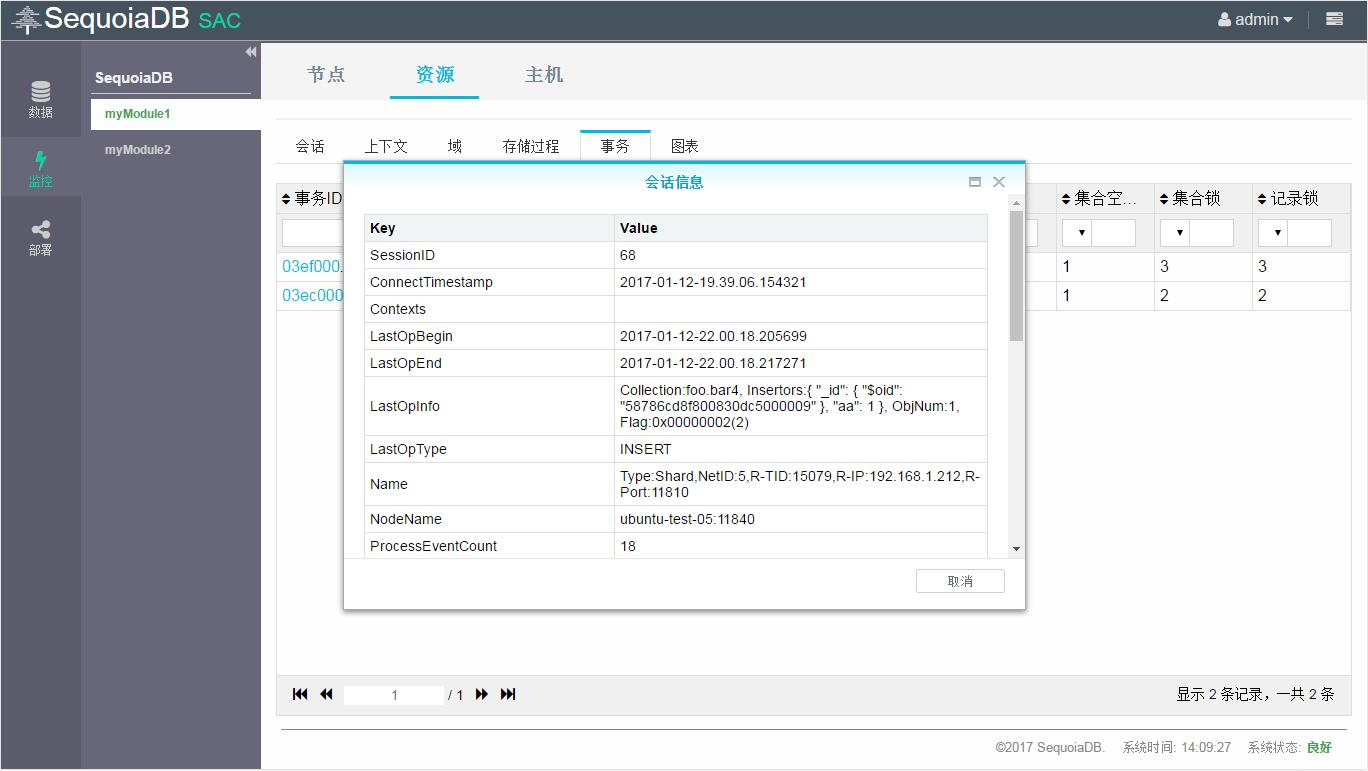 SequoiaDB SAC
admin
数据
监控
部署
SequoiaDB
myModule1
myModule2
节点 资源 主机
会话 上下文 域 存储过程 事务 图表
事务ID 集合空... 集合锁 记录锁
03ef000. 1 3 3
03ec000 1 2 2
会话信息
Key Value
SessionID 68
ConnectTimestamp 2017-01-12-19.39.06.154321
Contexts
LastOpBegin 2017-01-12-22.00.18.205699
LastOpEnd 2017-01-12-22.00.18.217271
LastOpInfo Collection:foo.bar4, Insertors:{ "_id": { "$oid":
"58786cd8f800830dc5000009" }, "aa": 1 }, ObjNum:1,
Flag:0x00000002(2)
LastOpType INSERT
Name Type:Shard,NetID:5,R-TID:15079,R-IP:192.168.1.212,R-
Port:11810
NodeName ubuntu-test-05:11840
ProcessEventCount 18
取消
1 / 1
显示 2 条记录，一共 2 条
©2017 SequoiaDB. 系统时间: 14:09:27 系统状态: 良好